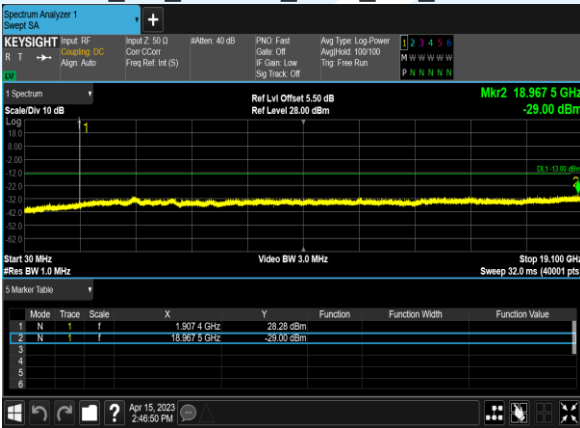 Spectrum Analyzer 1
Swept SA
+
KEYSIGHT Input: RF Input Z: 50 Ω #Atten: 40 dB PNO: Fast Avg Type: Log-Power 1 2 3 4 5 6
R T Coupling: DC Corr CCorr Gate: Off Avg|Hold: 100/100 M W W W W W
Align: Auto Freq Ref: Int (S) IF Gain: Low Trig: Free Run
Sig Track: Off P N N N N N
LV
1 Spectrum Mkr2 18.967 5 GHz
Ref Lvl Offset 5.50 dB
Scale/Div 10 dB Ref Level 28.00 dBm -29.00 dBm
Log
1
18.0
8.00
-2.00
-12.0 DL1 -13.00 dBm
-22.0
-32.0
-42.0
-52.0
-62.0
Start 30 MHz Video BW 3.0 MHz Stop 19.100 GHz
#Res BW 1.0 MHz Sweep 32.0 ms (40001 pts
5 Marker Table
Mode Trace Scale X Y Function Function Width Function Value
1 N 1 f 1.907 4 GHz 28.28 dBm
2 N 1 f 18.967 5 GHz -29.00 dBm
3
4
5
6
? Apr 15, 2023
2:46:50 PM